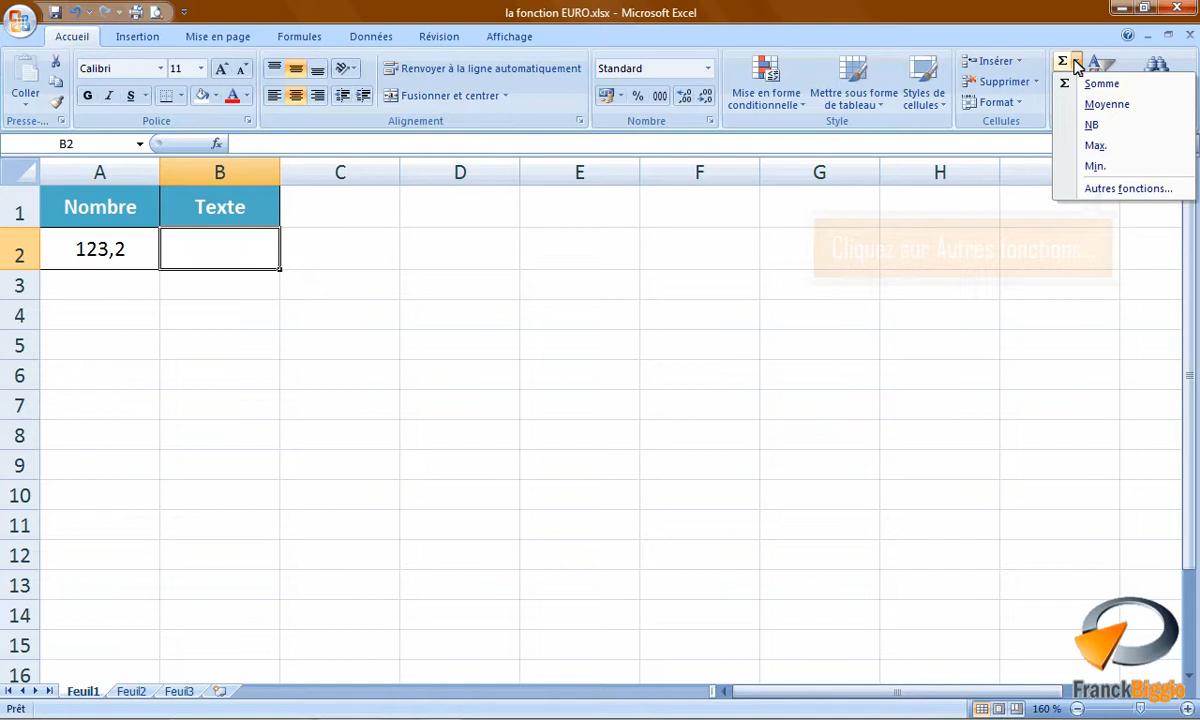 la fonction EURO.xlsx - Microsoft Excel
Accueil Insertion Mise en page Formules Données Révision Affichage
Coller
Presse-...
Calibri 11
G I S
Police
Renvoyer à la ligne automatiquement
Fusionner et centrer
Alignement
Standard
% 000
Nombre
Mise en forme conditionnelle
Mettre sous forme de tableau
Styles de cellules
Style
Insérer
Supprimer
Format
Cellules
Σ
Σ Somme
Moyenne
NB
Max.
Min.
Autres fonctions...
B2 fx
A B C D E F G H
1 Nombre Texte
2 123,2
Cliquez sur Autres fonctions...
3
4
5
6
7
8
9
10
11
12
13
14
15
16
FranckBiggio
Feuil1 Feuil2 Feuil3
Prêt 160 %